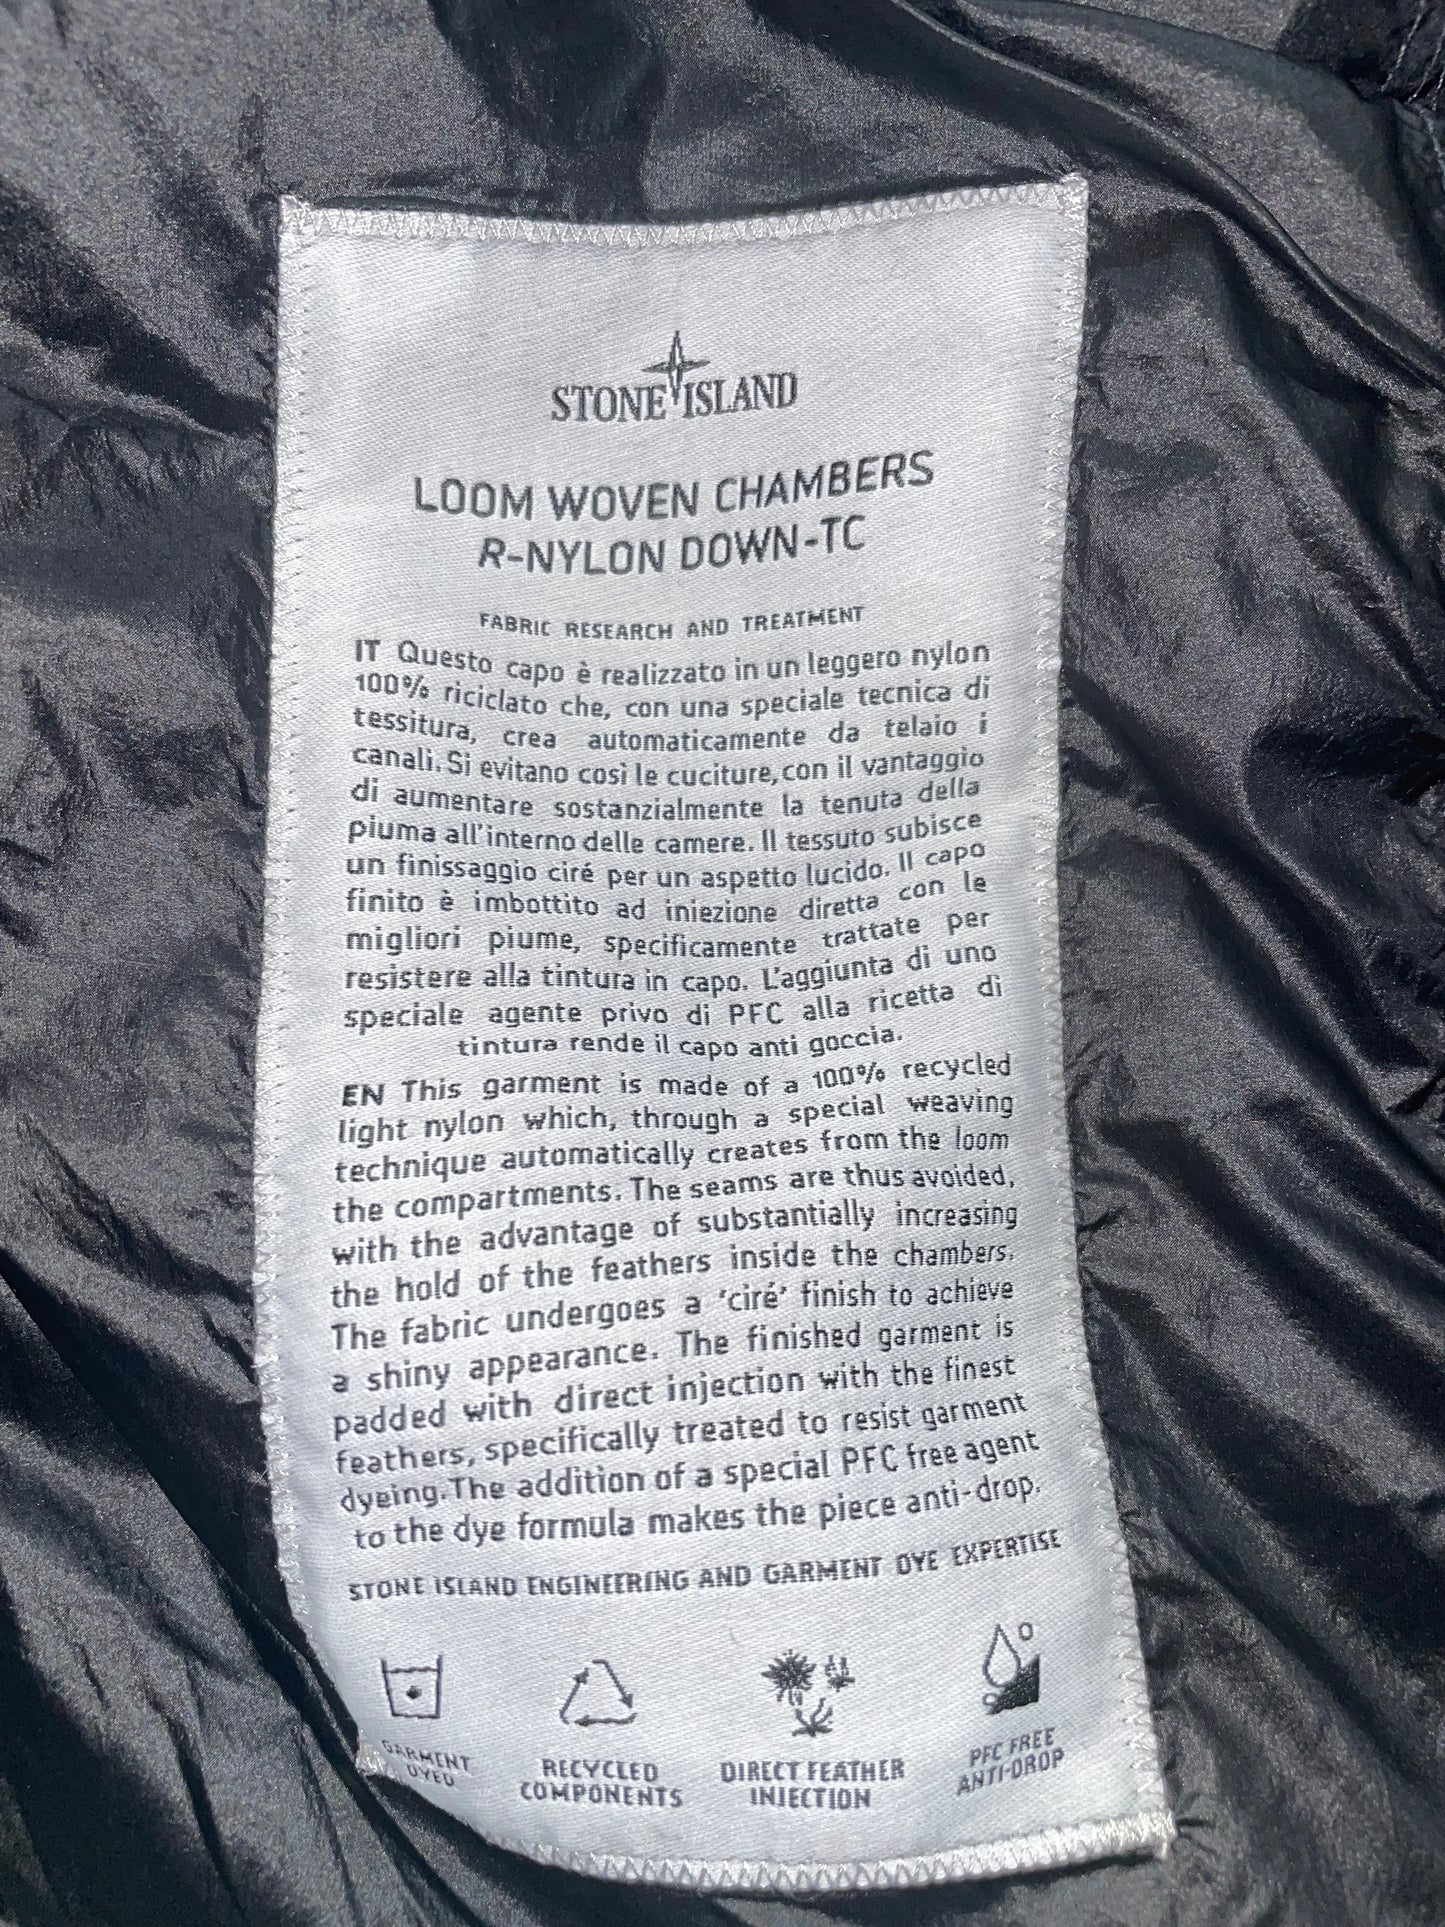 STONE ISLAND
LOOM WOVEN CHAMBERS
R-NYLON DOWN-TC
FABRIC RESEARCH AND TREATMENT
IT Questo capo è realizzato in un leggero nylon
100% riciclato che, con una speciale tecnica di
tessitura, crea automaticamente da telaio i
canali. Si evitano così le cuciture, con il vantaggio
di aumentare sostanzialmente la tenuta della
piuma all'interno delle camere. Il tessuto subisce
un finissaggio ciré per un aspetto lucido. Il capo
finito è imbottito ad iniezione diretta con le
migliori piume, specificamente trattate per
resistere alla tintura in capo. L'aggiunta di uno
speciale agente privo di PFC alla ricetta di
tintura rende il capo anti goccia.
EN This garment is made of a 100% recycled
light nylon which, through a special weaving
technique automatically creates from the loom
the compartments. The seams are thus avoided,
with the advantage of substantially increasing
the hold of the feathers inside the chambers.
The fabric undergoes a 'ciré' finish to achieve
a shiny appearance. The finished garment is
padded with direct injection with the finest
feathers, specifically treated to resist garment
dyeing. The addition of a special PFC free agent
to the dye formula makes the piece anti-drop.
STONE ISLAND ENGINEERING AND GARMENT DYE EXPERTISE
GARMENT
DYED
RECYCLED
COMPONENTS
DIRECT FEATHER
INJECTION
PFC FREE
ANTI-DROP